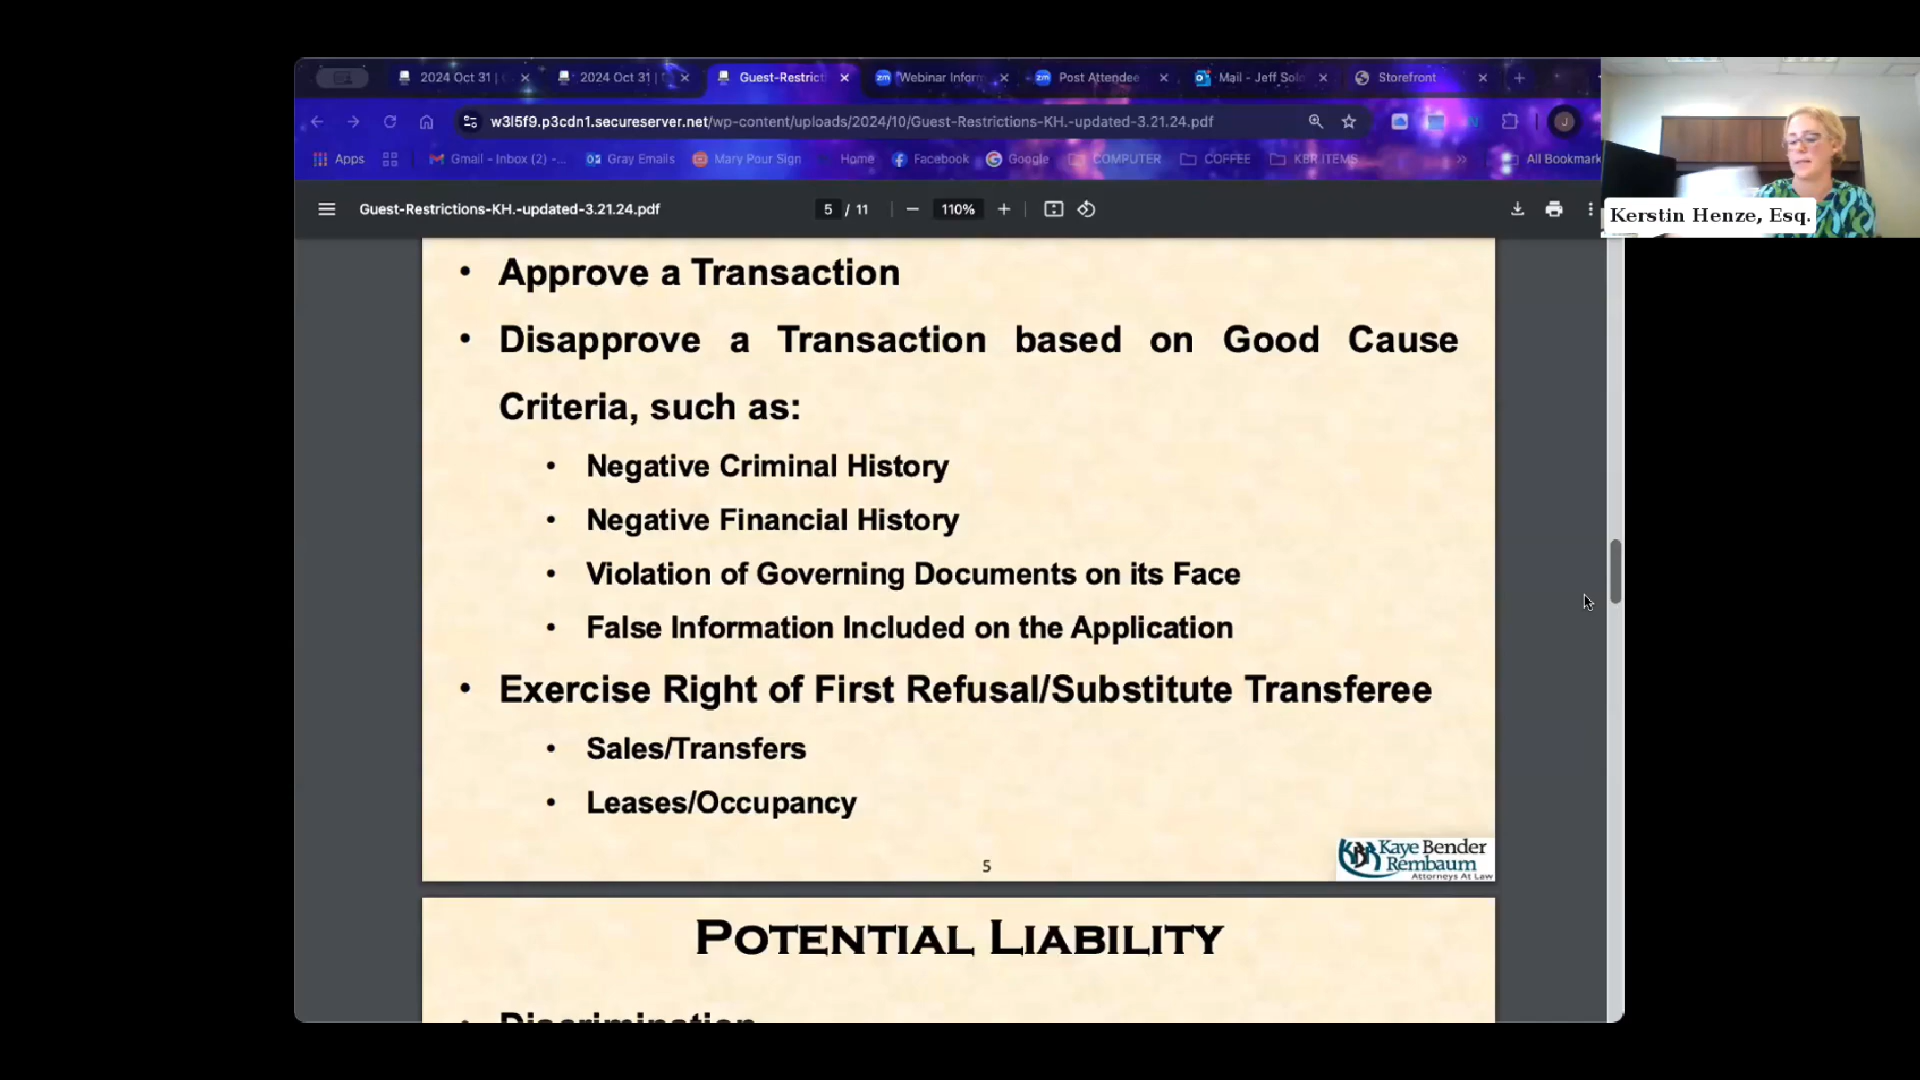 2024 Oct 31 |
2024 Oct 31 |
Guest-Restrict
Webinar Inform
Post Attendee
Mail - Jeff Solo
Storefront
w3l5f9.p3cdn1.secureserver.net/wp-content/uploads/2024/10/Guest-Restrictions-KH.-updated-3.21.24.pdf
J
Apps
Gmail - Inbox (2) -...
Gray Emails
Mary Pour Sign
Home
Facebook
Google
COMPUTER
COFFEE
KBR ITEMS
All Bookmark
Guest-Restrictions-KH.-updated-3.21.24.pdf
5 / 11
110%
Kerstin Henze, Esq.
• Approve a Transaction
• Disapprove a Transaction based on Good Cause
Criteria, such as:
• Negative Criminal History
• Negative Financial History
• Violation of Governing Documents on its Face
• False Information Included on the Application
• Exercise Right of First Refusal/Substitute Transferee
• Sales/Transfers
• Leases/Occupancy
5
Kaye Bender
Rembaum
Attorneys At Law
POTENTIAL LIABILITY
• Discrimination